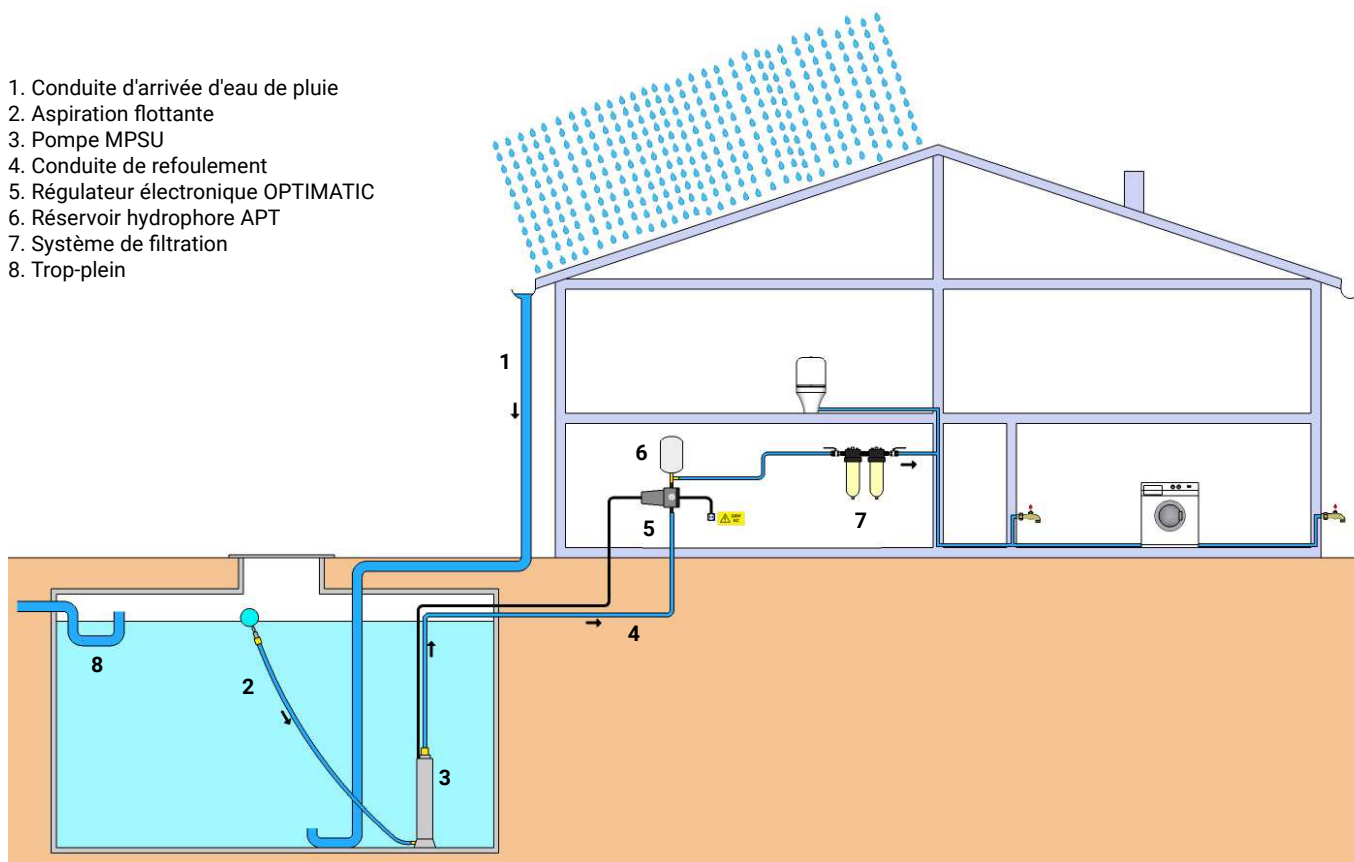 1. Conduite d'arrivée d'eau de pluie
2. Aspiration flottante
3. Pompe MPSU
4. Conduite de refoulement
5. Régulateur électronique OPTIMATIC
6. Réservoir hydrophore APT
7. Système de filtration
8. Trop-plein
1
6
5
7
4
8
2
3